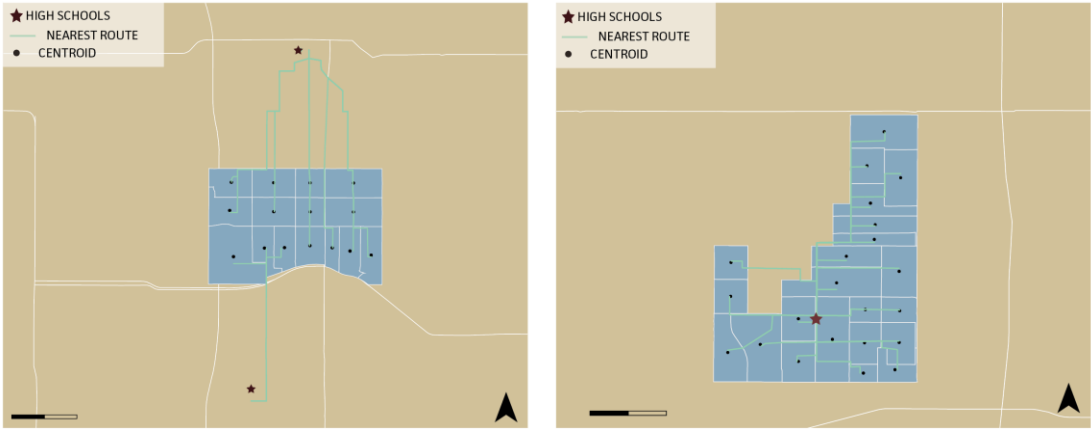 HIGH SCHOOLS
NEAREST ROUTE
CENTROID
HIGH SCHOOLS
NEAREST ROUTE
CENTROID